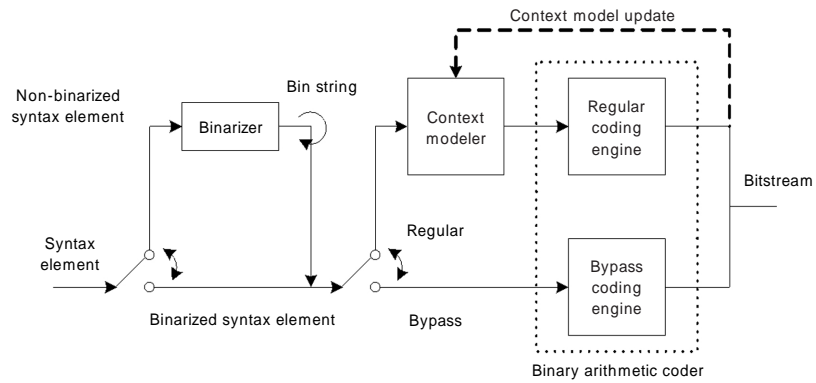 Context model update
Non-binarized
syntax element
Bin string
Binarizer
Context
modeler
Regular
coding
engine
Bitstream
Syntax
element
Regular
Bypass
coding
engine
Binarized syntax element
Bypass
Binary arithmetic coder